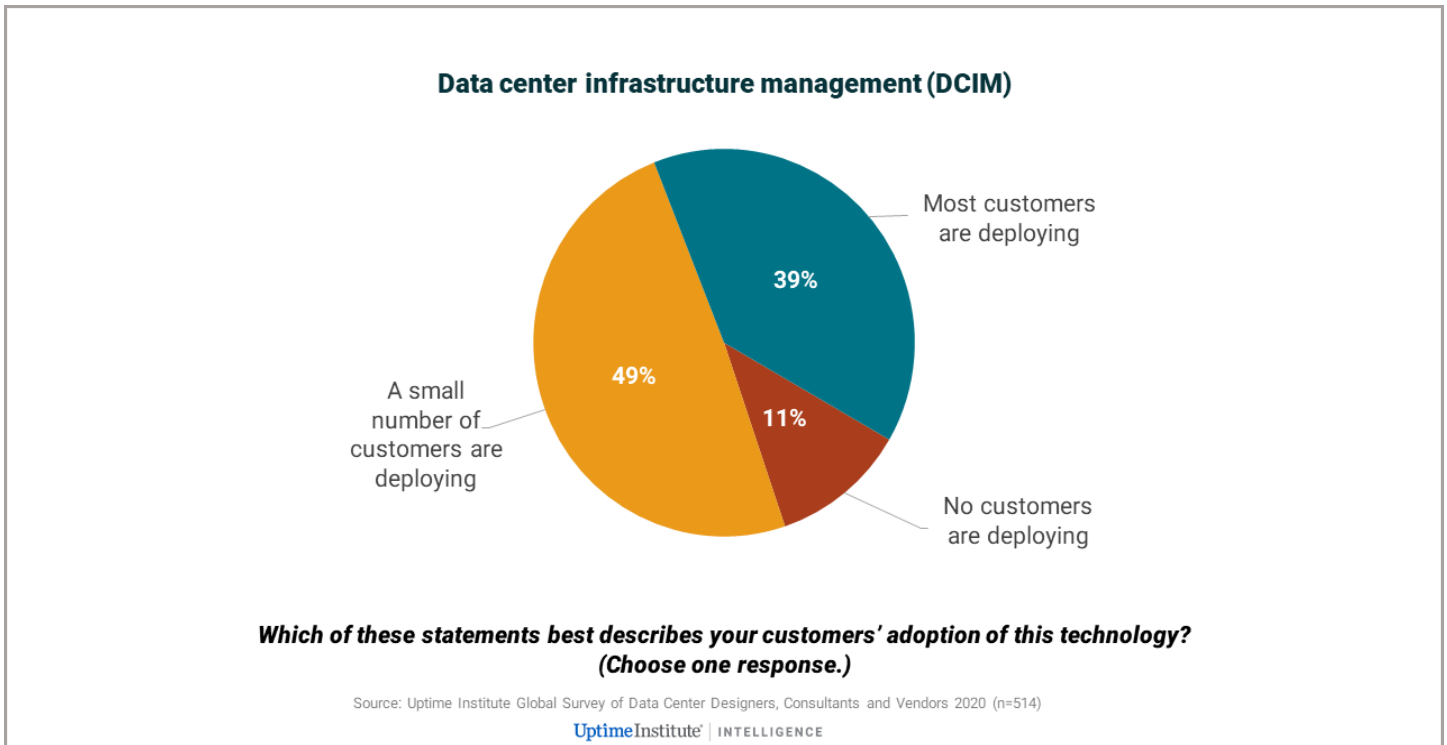 Data center infrastructure management (DCIM)
Most customers
are deploying
39%
49%
A small
number of
customers are
deploying
11%
No customers
are deploying
Which of these statements best describes your customers’ adoption of this technology?
(Choose one response.)
Source: Uptime Institute Global Survey of Data Center Designers, Consultants and Vendors 2020 (n=514)
UptimeInstitute® | INTELLIGENCE